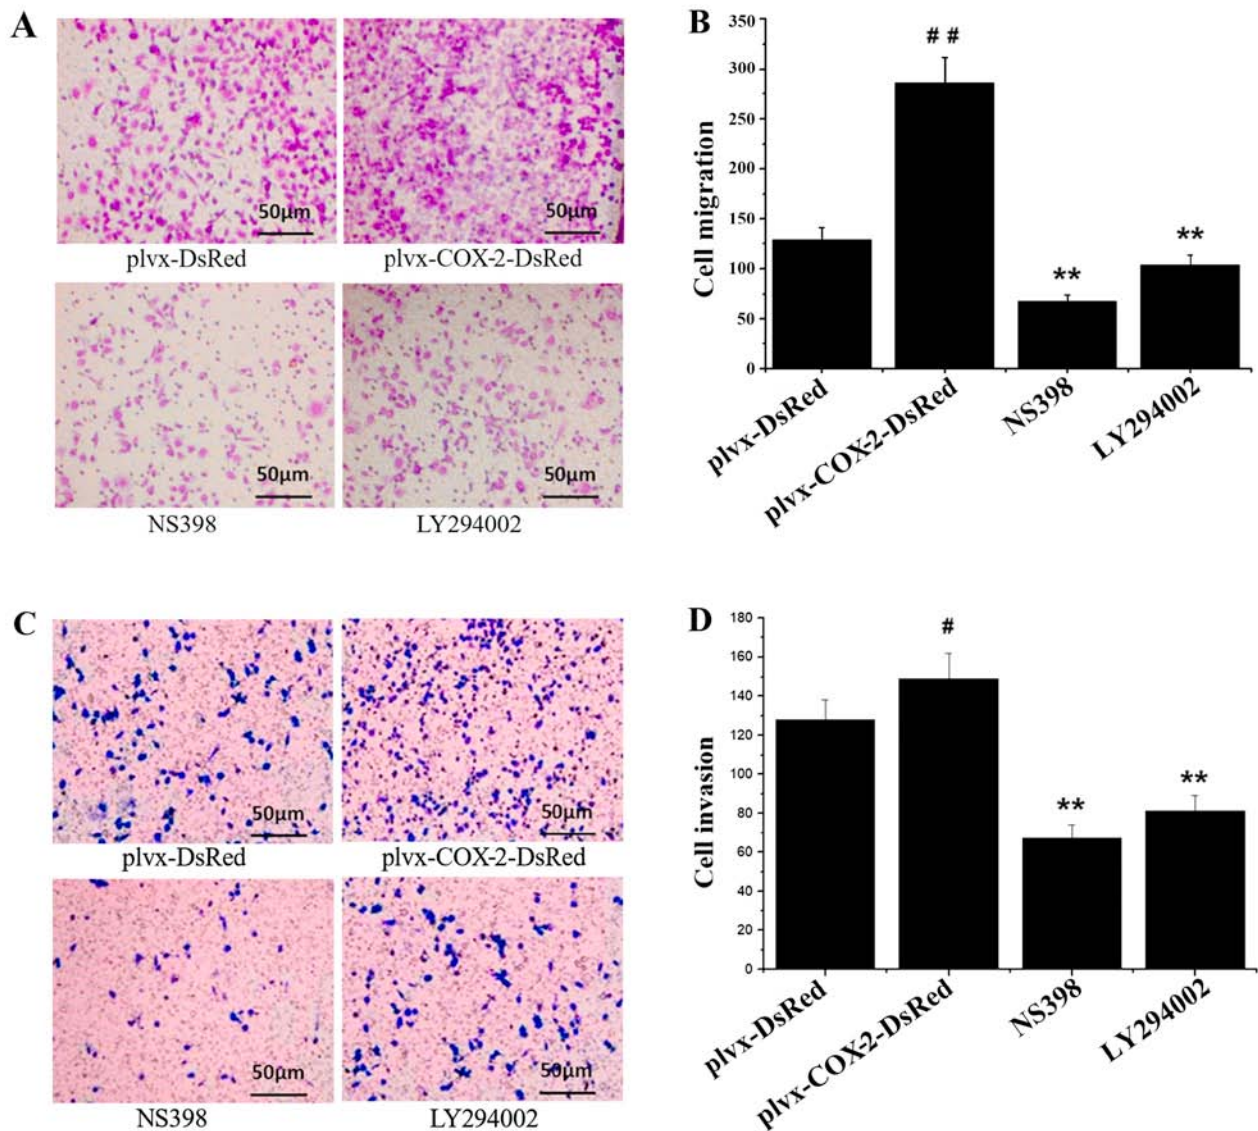 A
50μm
50μm
plvx-DsRed
plvx-COX-2-DsRed
50μm
50μm
NS398
LY294002
B
350
300
250
200
150
100
50
0
Cell migration
# #
**
**
plvx-DsRed
plvx-COX-2-DsRed
NS398
LY294002
C
50μm
50μm
plvx-DsRed
plvx-COX-2-DsRed
50μm
50μm
NS398
LY294002
D
180
160
140
120
100
80
60
40
20
0
Cell invasion
#
**
**
plvx-DsRed
plvx-COX-2-DsRed
NS398
LY294002